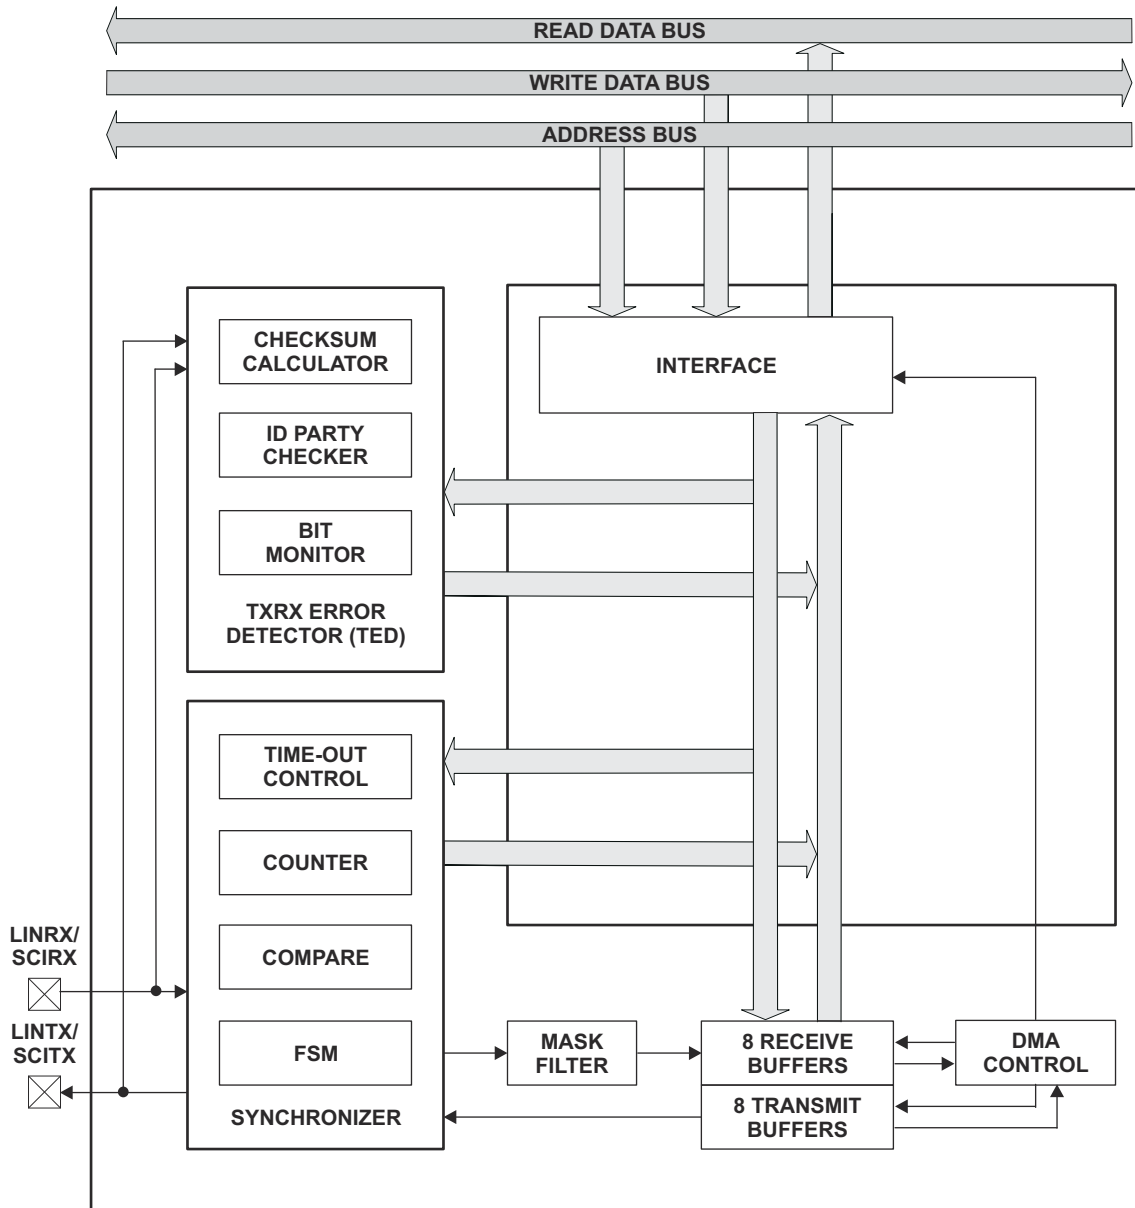 READ DATA BUS
WRITE DATA BUS
ADDRESS BUS
CHECKSUM
CALCULATOR
INTERFACE
ID PARTY
CHECKER
BIT
MONITOR
TXRX ERROR
DETECTOR (TED)
TIME-OUT
CONTROL
COUNTER
LINRX/
SCIRX
COMPARE
LINTX/
SCITX
FSM
MASK
FILTER
8 RECEIVE
BUFFERS
DMA
CONTROL
SYNCHRONIZER
8 TRANSMIT
BUFFERS